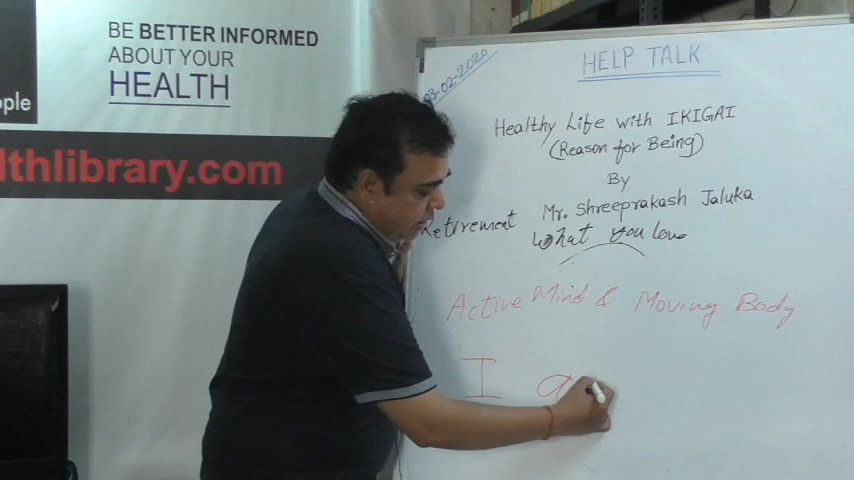 BE BETTER INFORMED
ABOUT YOUR
HEALTH
ople
lthlibrary.com
03-02-2020
HELP TALK
Healthy Life with IKIGAI
(Reason for Being)
By
Mr. Shreeprakash Jaluka
Retirement What you love
Active Mind & Moving Body
I a